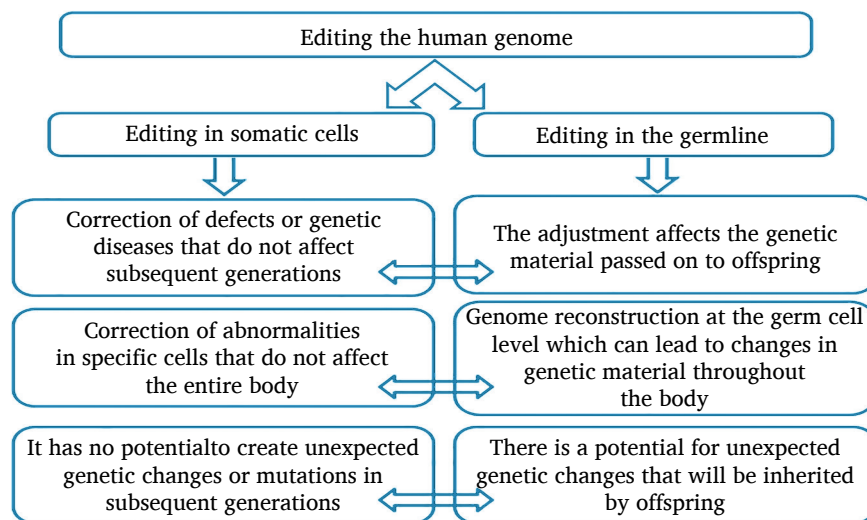 Editing the human genome
Editing in somatic cells
Editing in the germline
Correction of defects or genetic
diseases that do not affect
subsequent generations
The adjustment affects the genetic
material passed on to offspring
Correction of abnormalities
in specific cells that do not affect
the entire body
Genome reconstruction at the germ cell
level which can lead to changes in
genetic material throughout
the body
It has no potentialto create unexpected
genetic changes or mutations in
subsequent generations
There is a potential for unexpected
genetic changes that will be inherited
by offspring